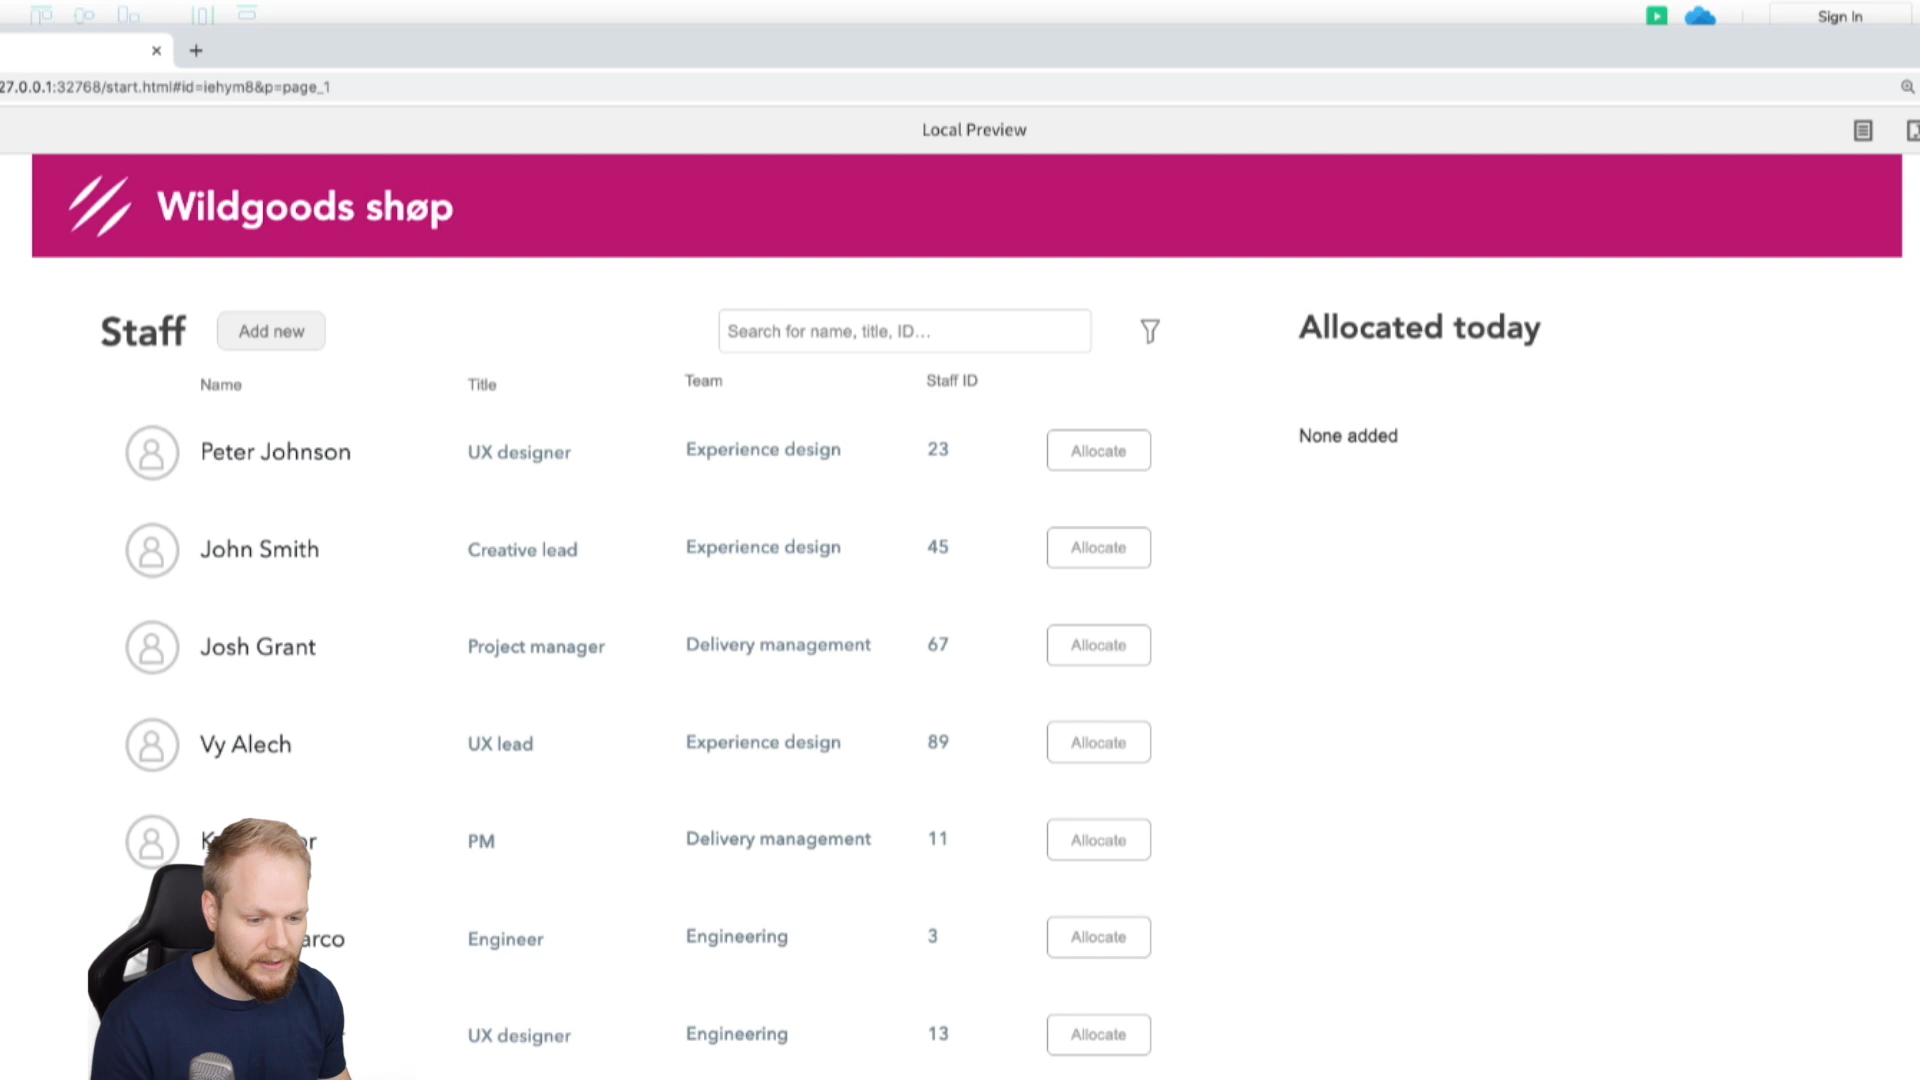 Sign In
27.0.0.1:32768/start.html#id=iehym8&p=page_1
Local Preview
Wildgoods shøp
Staff
Add new
Search for name, title, ID...
Allocated today
Name Title Team Staff ID
Peter Johnson UX designer Experience design 23 Allocate
None added
John Smith Creative lead Experience design 45 Allocate
Josh Grant Project manager Delivery management 67 Allocate
Vy Alech UX lead Experience design 89 Allocate
PM Delivery management 11 Allocate
Engineer Engineering 3 Allocate
UX designer Engineering 13 Allocate